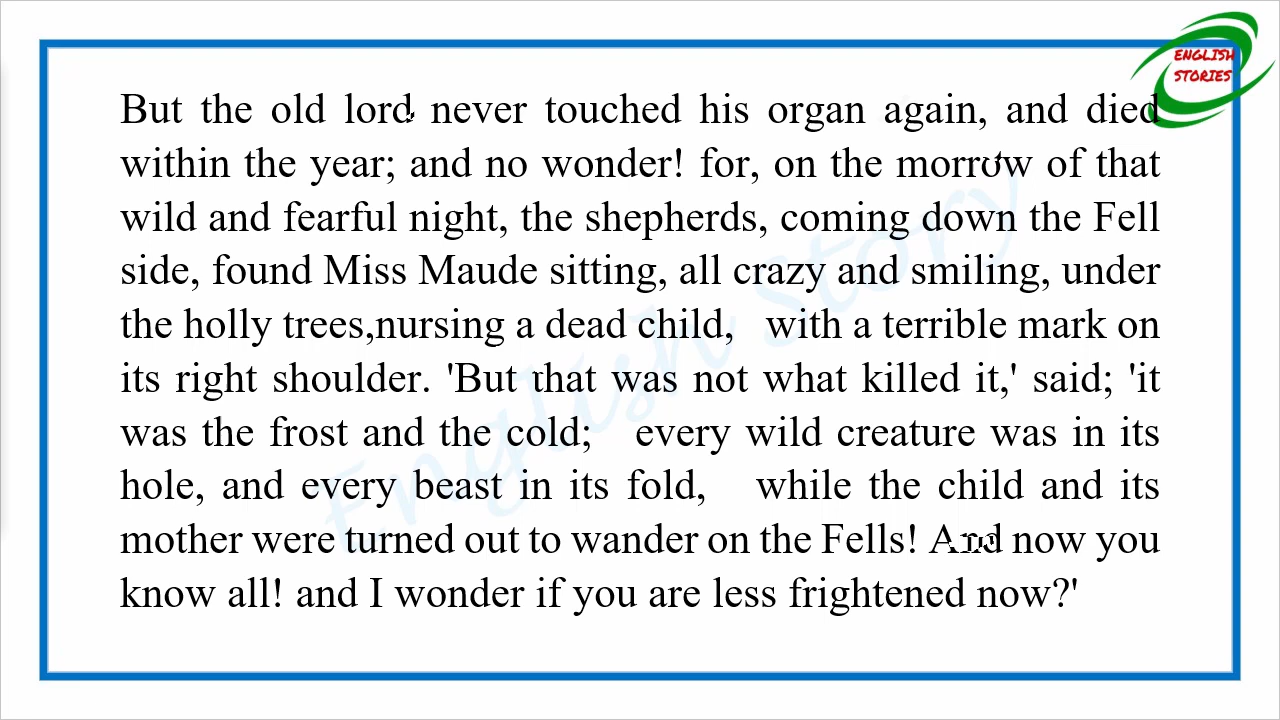 ENGLISH
STORIES
But the old lord never touched his organ again, and died
within the year; and no wonder! for, on the morrow of that
wild and fearful night, the shepherds, coming down the Fell
side, found Miss Maude sitting, all crazy and smiling, under
the holly trees,nursing a dead child, with a terrible mark on
its right shoulder. 'But that was not what killed it,' said; 'it
was the frost and the cold; every wild creature was in its
hole, and every beast in its fold, while the child and its
mother were turned out to wander on the Fells! And now you
know all! and I wonder if you are less frightened now?'
English Story